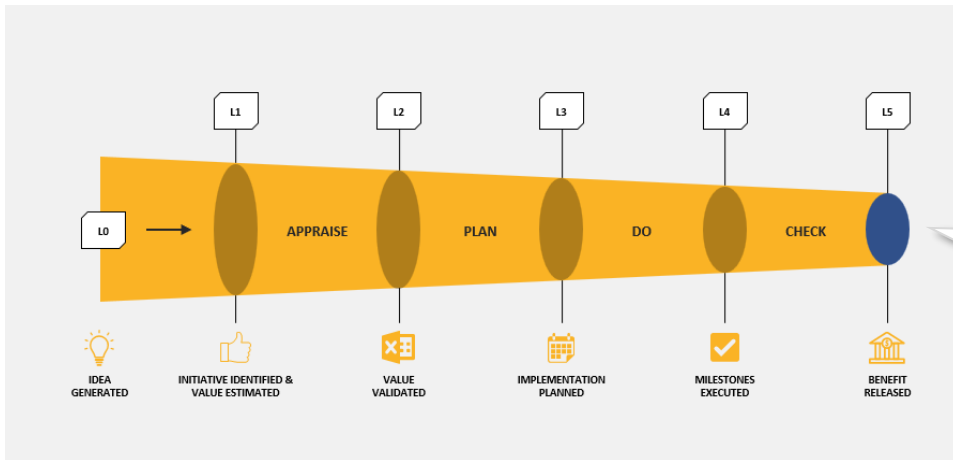 L1
L2
L3
L4
L5
L0
APPRAISE
PLAN
DO
CHECK
IDEA
GENERATED
INITIATIVE IDENTIFIED &
VALUE ESTIMATED
VALUE
VALIDATED
IMPLEMENTATION
PLANNED
MILESTONES
EXECUTED
BENEFIT
RELEASED